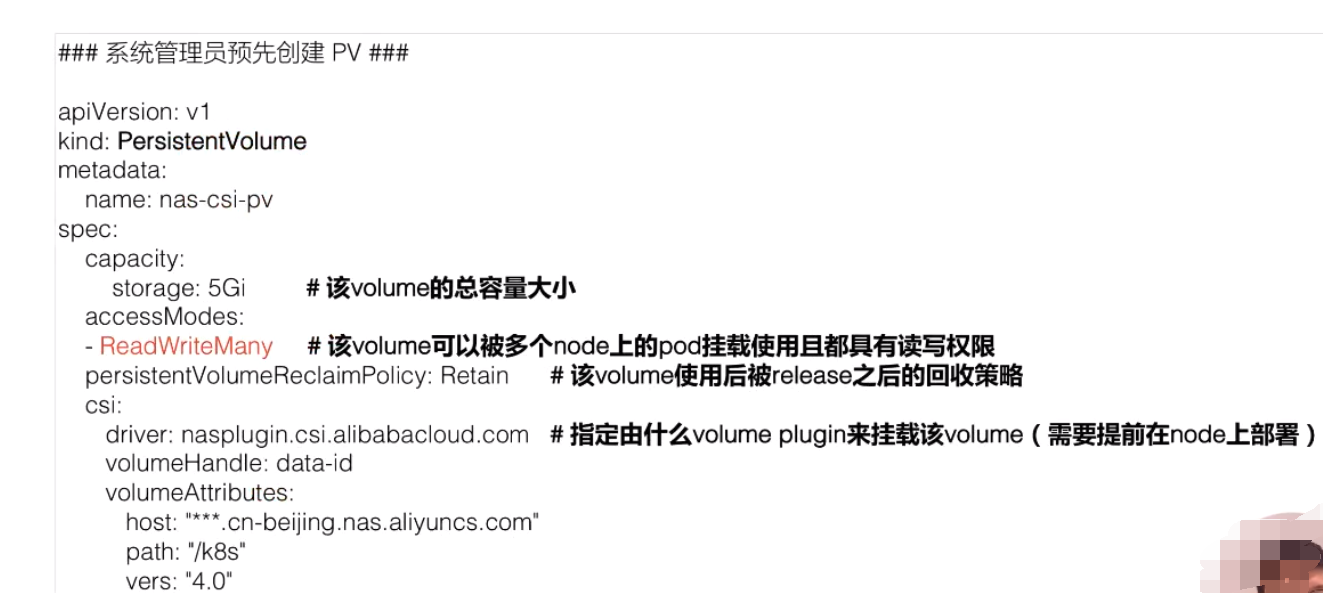 ### 系统管理员预先创建 PV ###
apiVersion: v1
kind: PersistentVolume
metadata:
name: nas-csi-pv
spec:
capacity:
storage: 5Gi # 该volume的总容量大小
accessModes:
- ReadWriteMany # 该volume可以被多个node上的pod挂载使用且都具有读写权限
persistentVolumeReclaimPolicy: Retain # 该volume使用后被release之后的回收策略
csi:
driver: nasplugin.csi.alibabacloud.com # 指定由什么volume plugin来挂载该volume（需要提前在node上部署）
volumeHandle: data-id
volumeAttributes:
host: "***.cn-beijing.nas.aliyuncs.com"
path: "/k8s"
vers: "4.0"